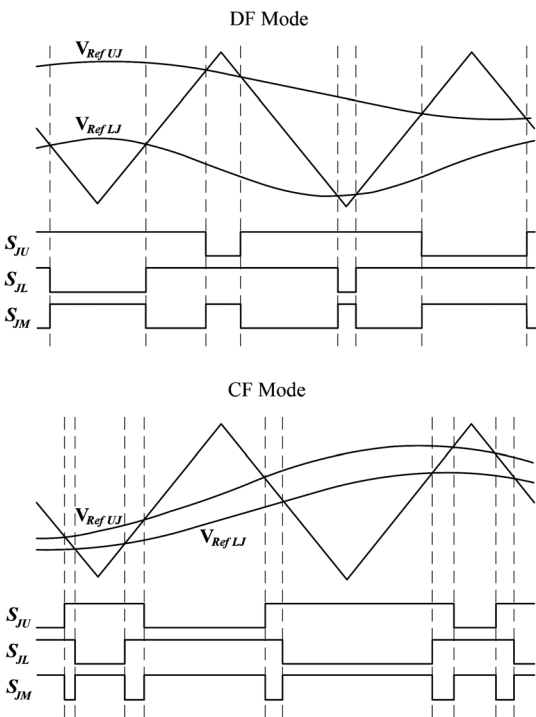 DF Mode
V_Ref UJ
V_Ref LJ
S_JU
S_JL
S_JM
CF Mode
V_Ref UJ
V_Ref LJ
S_JU
S_JL
S_JM